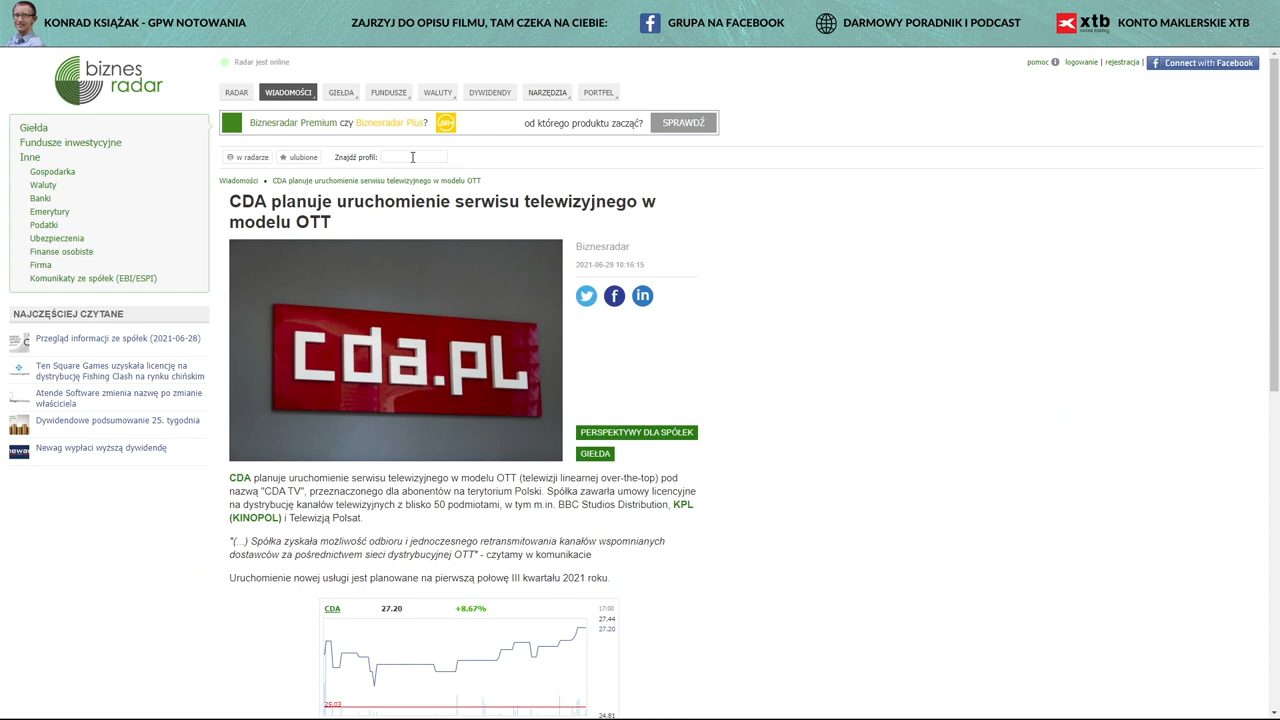 KONRAD KSIĄŻAK - GPW NOTOWANIA
ZAJRZYJ DO OPISU FILMU, TAM CZEKA NA CIEBIE:
GRUPA NA FACEBOOK
DARMOWY PORADNIK I PODCAST
xtb
online trading
KONTO MAKLERSKIE XTB
biznes
radar
Radar jest online
pomoc
logowanie | rejestracja |
Connect with Facebook
RADAR
WIADOMOŚCI
GIEŁDA
FUNDUSZE
WALUTY
DYWIDENDY
NARZĘDZIA
PORTFEL
Biznesradar Premium czy Biznesradar Plus?
od którego produktu zacząć?
SPRAWDŹ
w radarze
ulubione
Znajdź profil:
Giełda
Fundusze inwestycyjne
Inne
Gospodarka
Waluty
Banki
Emerytury
Podatki
Ubezpieczenia
Finanse osobiste
Firma
Komunikaty ze spółek (EBI/ESPI)
NAJCZĘŚCIEJ CZYTANE
Przegląd informacji ze spółek (2021-06-28)
Ten Square Games uzyskała licencję na
dystrybucję Fishing Clash na rynku chińskim
Atende Software zmienia nazwę po zmianie
właściciela
Dywidendowe podsumowanie 25. tygodnia
newag
Newag wypłaci wyższą dywidendę
Wiadomości • CDA planuje uruchomienie serwisu telewizyjnego w modelu OTT
CDA planuje uruchomienie serwisu telewizyjnego w
modelu OTT
cda.pl
Biznesradar
2021-06-29 10:16:15
PERSPEKTYWY DLA SPÓŁEK
GIEŁDA
CDA planuje uruchomienie serwisu telewizyjnego w modelu OTT (telewizji linearnej over-the-top) pod
nazwą "CDA TV", przeznaczonego dla abonentów na terytorium Polski. Spółka zawarła umowy licencyjne
na dystrybucję kanałów telewizyjnych z blisko 50 podmiotami, w tym m.in. BBC Studios Distribution, KPL
(KINOPOL) i Telewizją Polsat.
"(...) Spółka zyskała możliwość odbioru i jednoczesnego retransmitowania kanałów wspomnianych
dostawców za pośrednictwem sieci dystrybucyjnej OTT" - czytamy w komunikacie
Uruchomienie nowej usługi jest planowane na pierwszą połowę III kwartału 2021 roku.
CDA 27.20 +8.67% 17:00
27.44
27.20
25.03
24.81